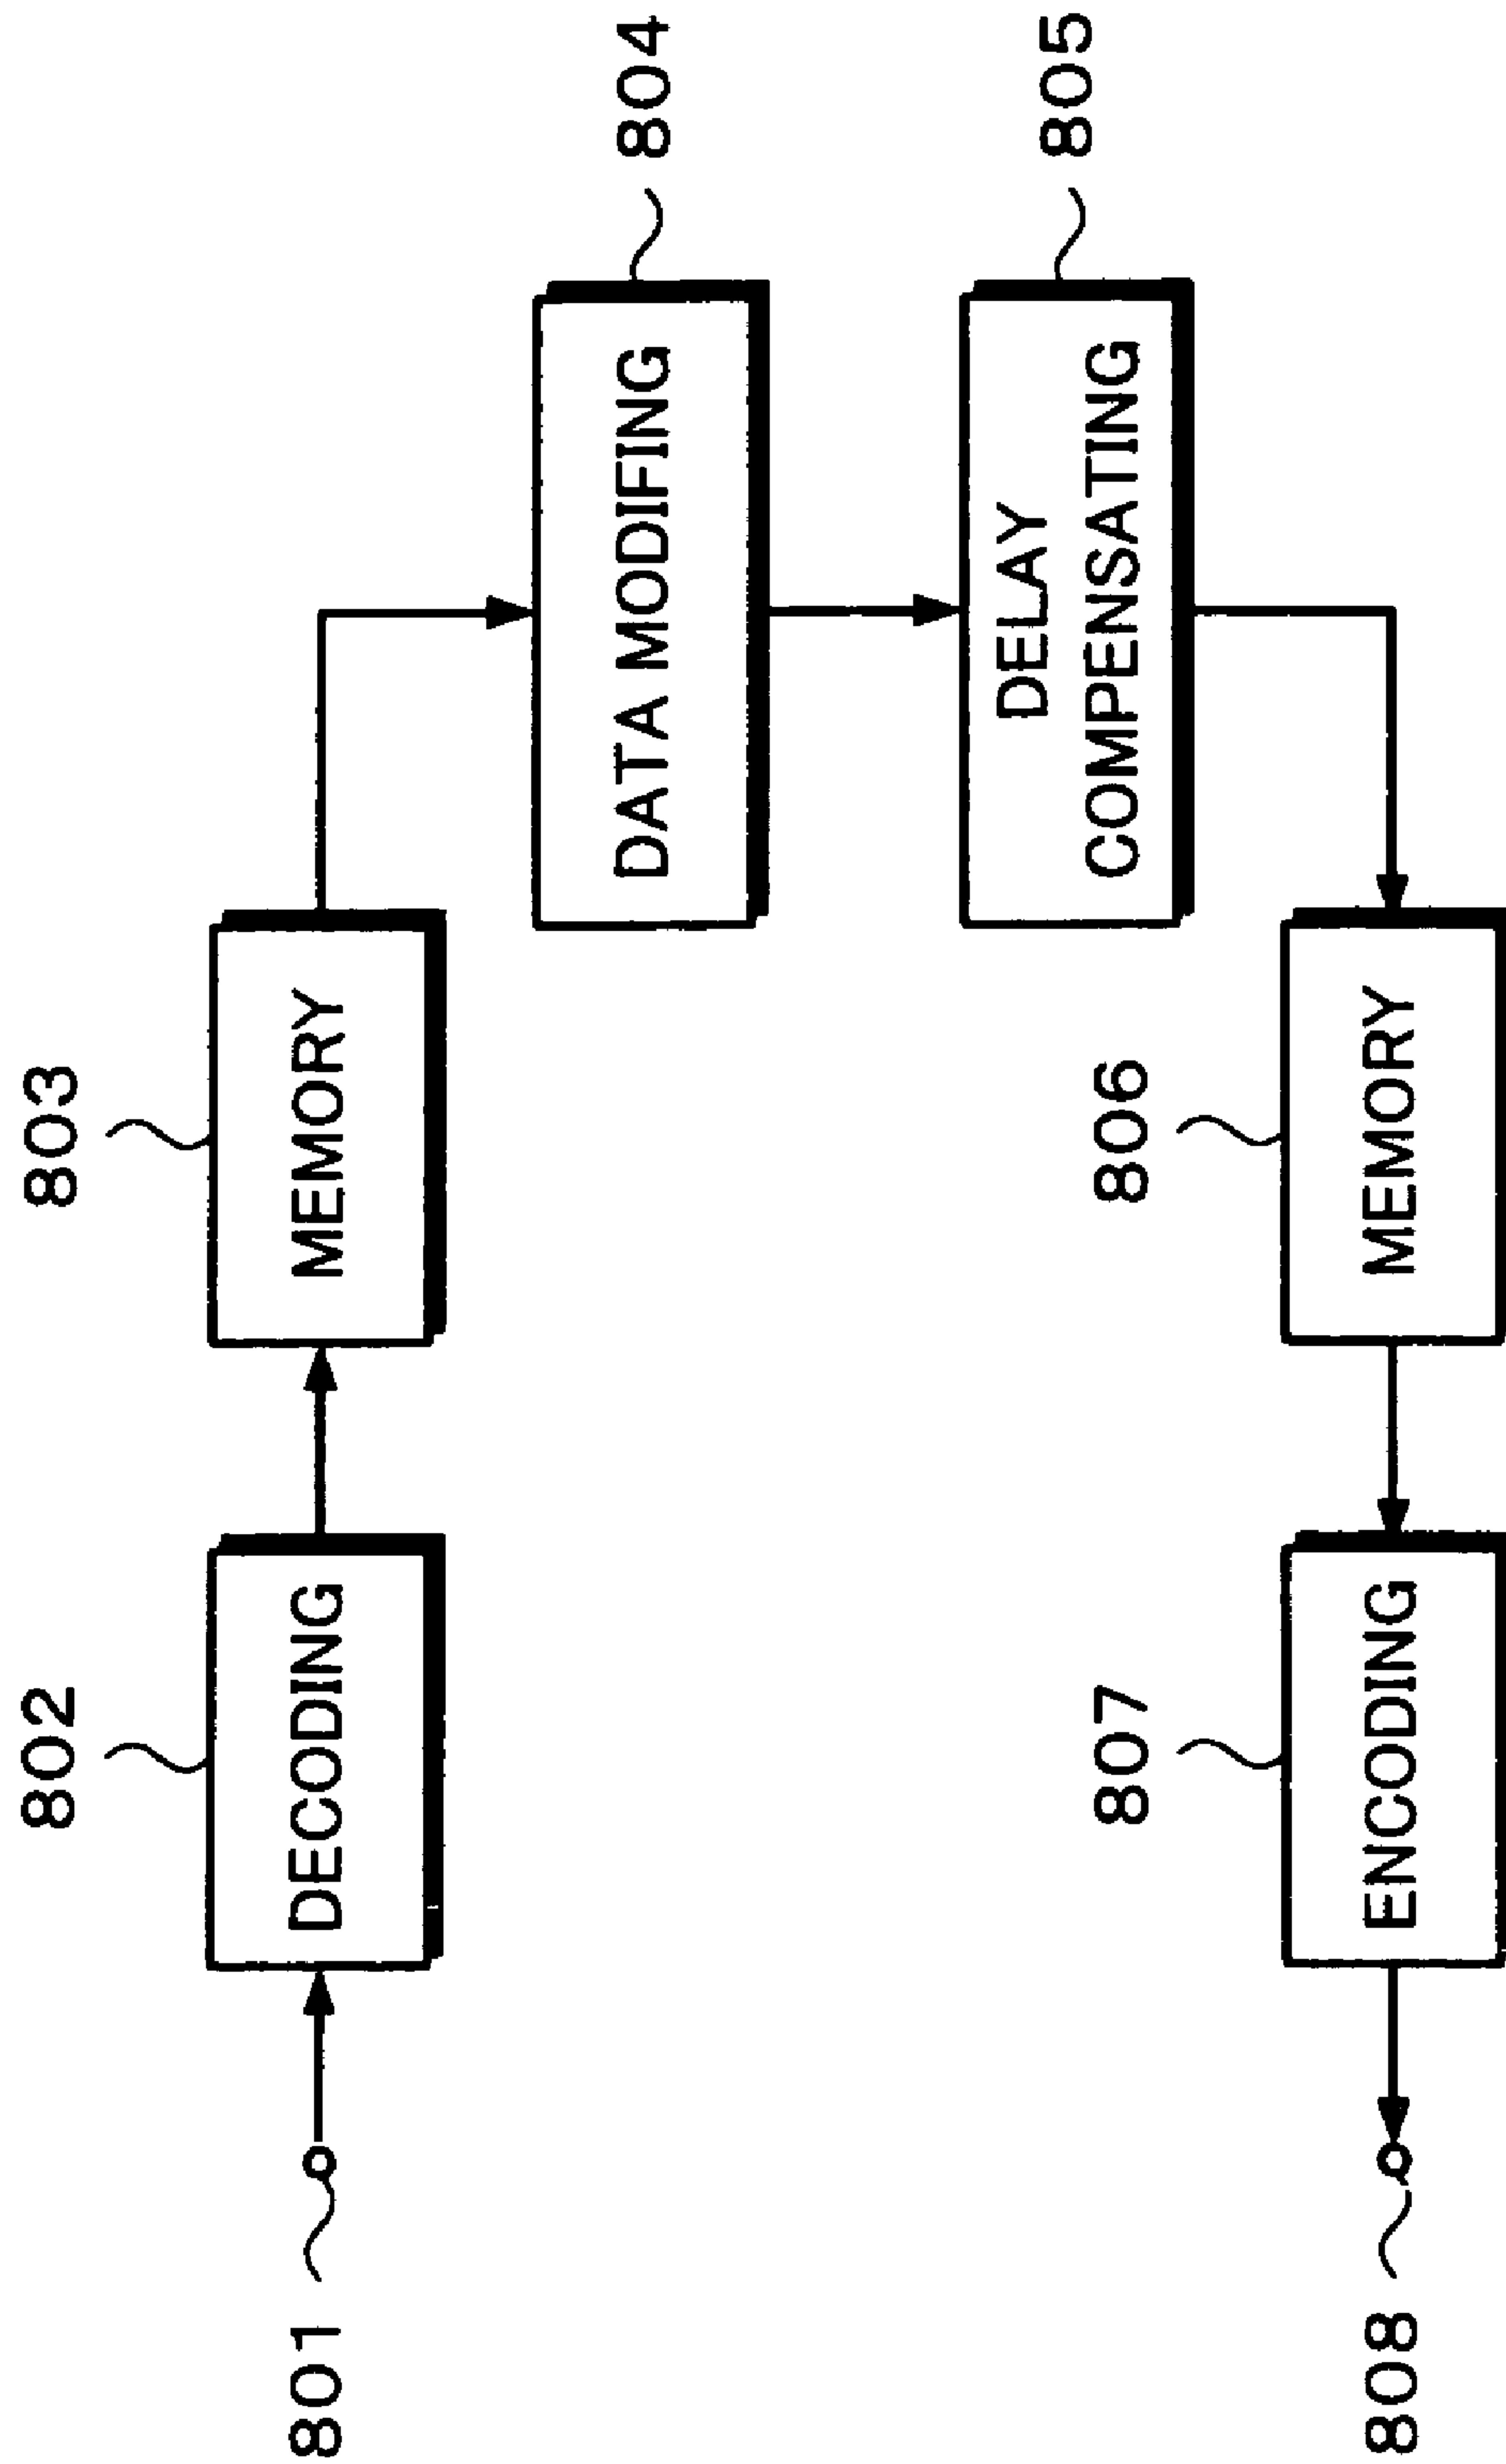 801
802
DECODING
803
MEMORY
804
DATA MODIFING
805
DELAY
COMPENSATING
806
MEMORY
807
ENCODING
808